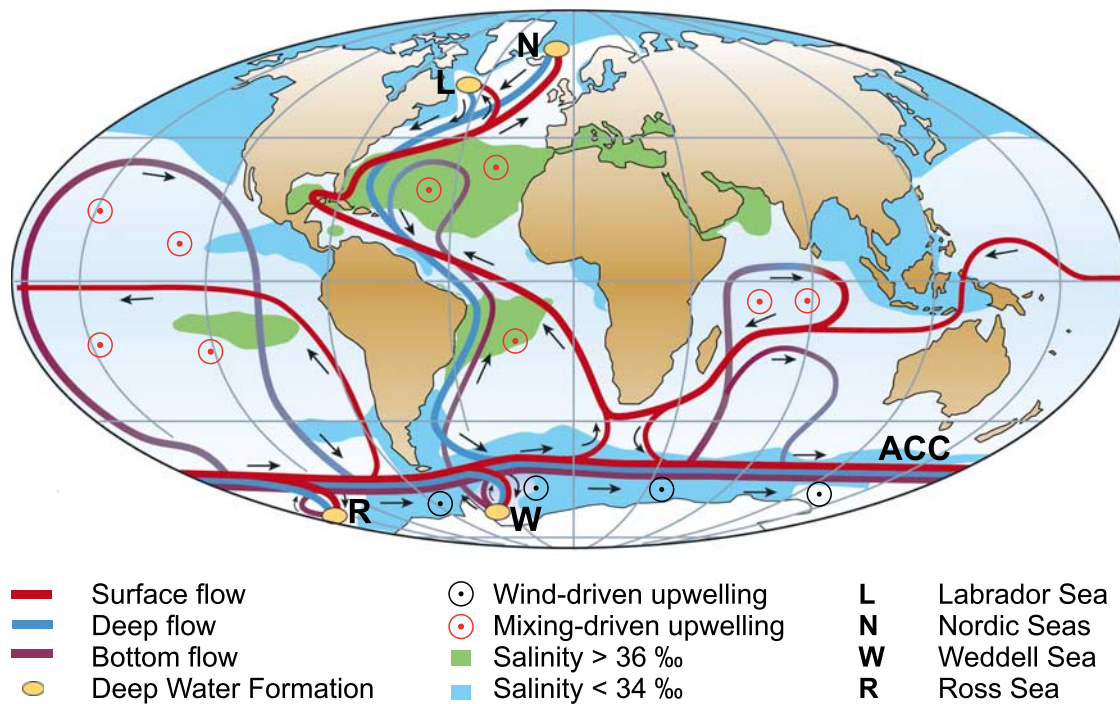 N
L
ACC
R
W
Surface flow
Deep flow
Bottom flow
Deep Water Formation
Wind-driven upwelling
Mixing-driven upwelling
Salinity > 36 ‰
Salinity < 34 ‰
L Labrador Sea
N Nordic Seas
W Weddell Sea
R Ross Sea